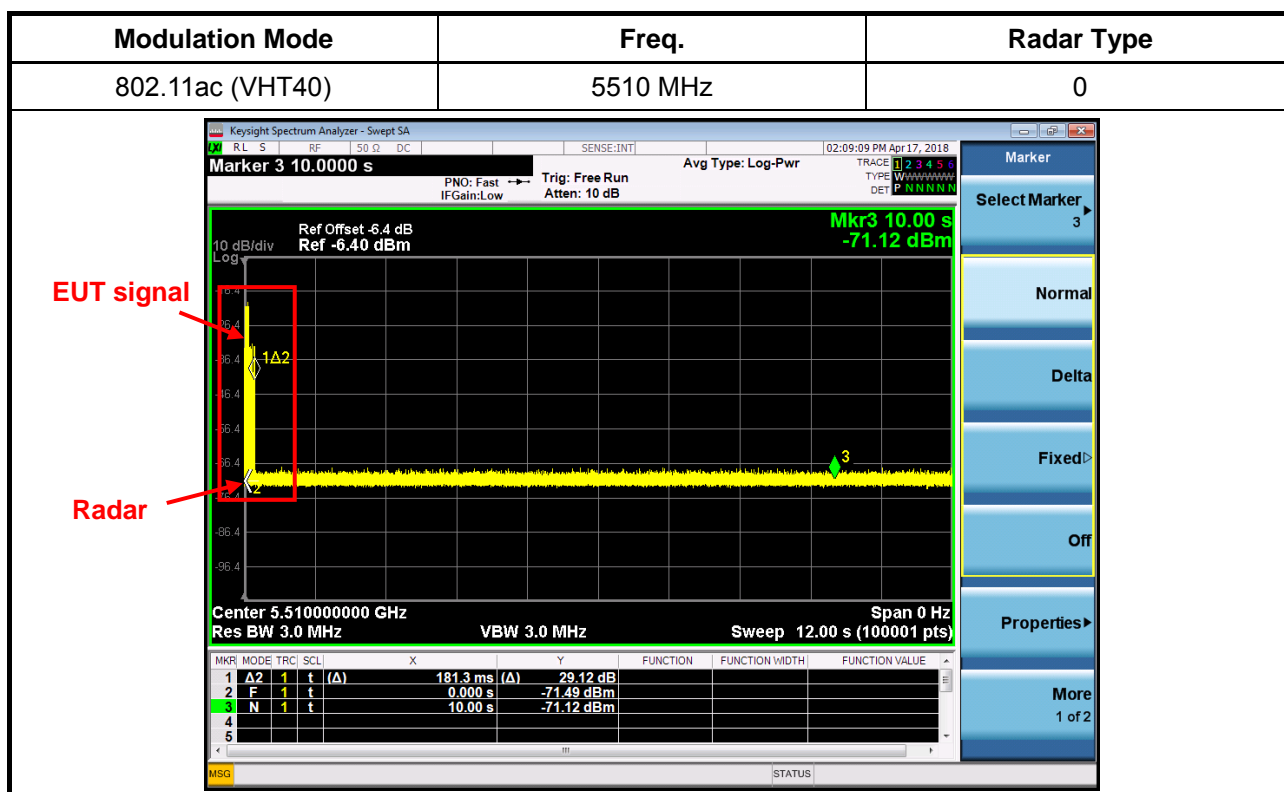 Modulation Mode Freq. Radar Type
802.11ac (VHT40) 5510 MHz 0
Keysight Spectrum Analyzer - Swept SA
LXI RL S RF 50 Ω DC SENSE:INT 02:09:09 PM Apr 17, 2018
Marker 3 10.0000 s
PNO: Fast
IFGain:Low
Trig: Free Run
Atten: 10 dB
Avg Type: Log-Pwr
TRACE 1 2 3 4 5 6
TYPE WWWWWWW
DET P N N N N N
Marker
Select Marker
3
Normal
Delta
Fixed
Off
Properties
More
1 of 2
Ref Offset -6.4 dB
10 dB/div Ref -6.40 dBm
Log
Mkr3 10.00 s
-71.12 dBm
EUT signal
1Δ2
-36.4
-46.4
-56.4
-66.4
3
2
Radar
-86.4
-96.4
Center 5.510000000 GHz Span 0 Hz
Res BW 3.0 MHz VBW 3.0 MHz Sweep 12.00 s (100001 pts)
MKR MODE TRC SCL X Y FUNCTION FUNCTION WIDTH FUNCTION VALUE
1 Δ2 1 t (Δ) 181.3 ms (Δ) 29.12 dB
2 F 1 t 0.000 s -71.49 dBm
3 N 1 t 10.00 s -71.12 dBm
4
5
MSG STATUS